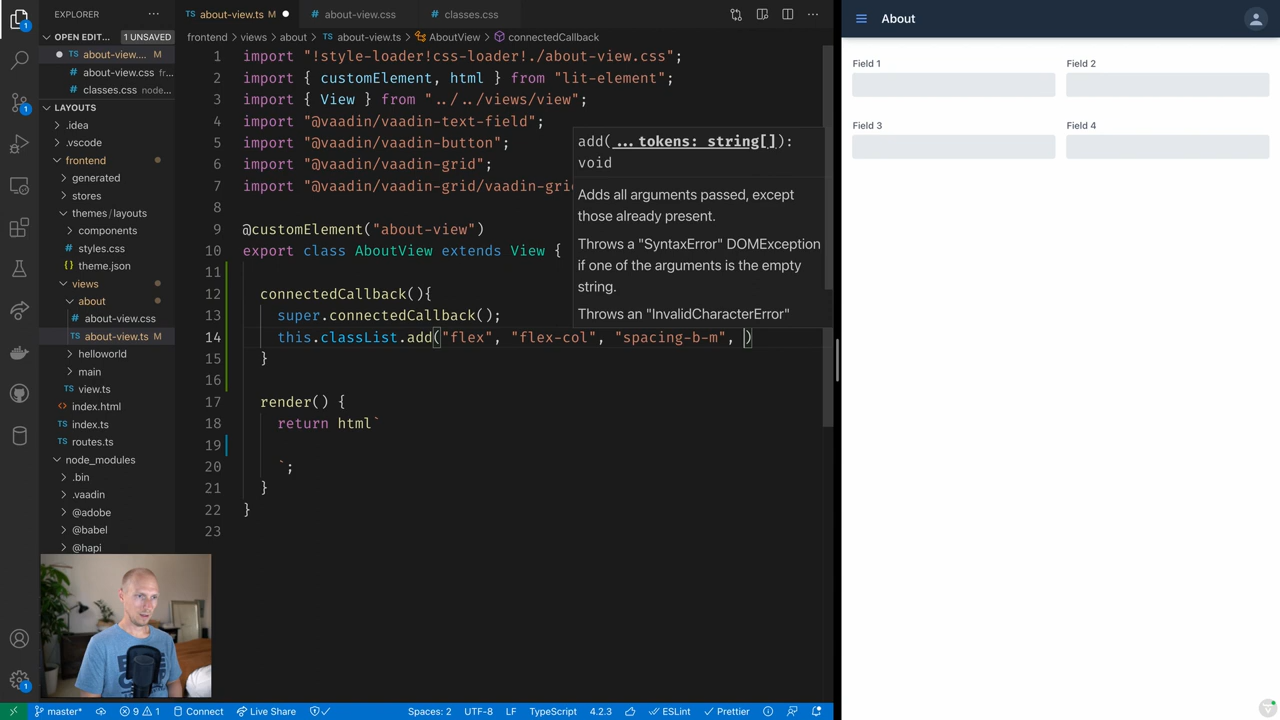 EXPLORER
OPEN EDIT...
1 UNSAVED
TS about-view.... M
about-view.css fr...
classes.css node...
LAYOUTS
.idea
.vscode
frontend
generated
stores
themes / layouts
components
styles.css
{} theme.json
views
about
about-view.css
TS about-view.ts M
helloworld
main
TS view.ts
index.html
TS index.ts
TS routes.ts
node_modules
.bin
.vaadin
@adobe
@babel
@hapi
TS about-view.ts
about-view.css
classes.css
frontend > views > about > TS about-view.ts > AboutView > connectedCallback
1 import "!style-loader!css-loader!./about-view.css";
2 import { customElement, html } from "lit-element";
3 import { View } from "../../views/view";
4 import "@vaadin/vaadin-text-field";
5 import "@vaadin/vaadin-button";
6 import "@vaadin/vaadin-grid";
7 import "@vaadin/vaadin-grid/vaadin-gri
8
9 @customElement("about-view")
10 export class AboutView extends View {
11
12 connectedCallback(){
13 super.connectedCallback();
14 this.classList.add("flex", "flex-col", "spacing-b-m", )
15 }
16
17 render() {
18 return html`
19
20 `;
21 }
22 }
23
add(...tokens: string[]):
void
Adds all arguments passed, except
those already present.
Throws a "SyntaxError" DOMException
if one of the arguments is the empty
string.
Throws an "InvalidCharacterError"
master*
9
1
Connect
Live Share
Spaces: 2
UTF-8
LF
TypeScript
4.2.3
ESLint
Prettier
About
Field 1
Field 2
Field 3
Field 4